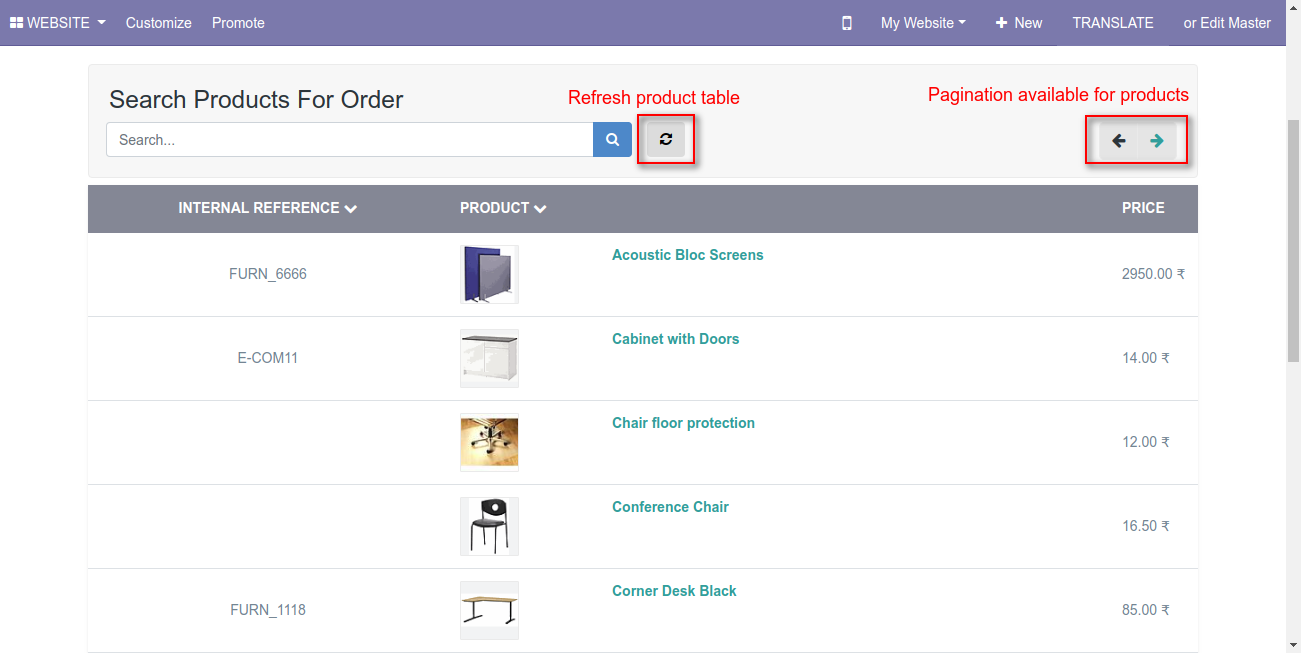 WEBSITE Customize Promote My Website New TRANSLATE or Edit Master
Search Products For Order
Refresh product table
Pagination available for products
Search...
INTERNAL REFERENCE PRODUCT PRICE
FURN_6666 Acoustic Bloc Screens 2950.00 ₹
E-COM11 Cabinet with Doors 14.00 ₹
Chair floor protection 12.00 ₹
Conference Chair 16.50 ₹
FURN_1118 Corner Desk Black 85.00 ₹